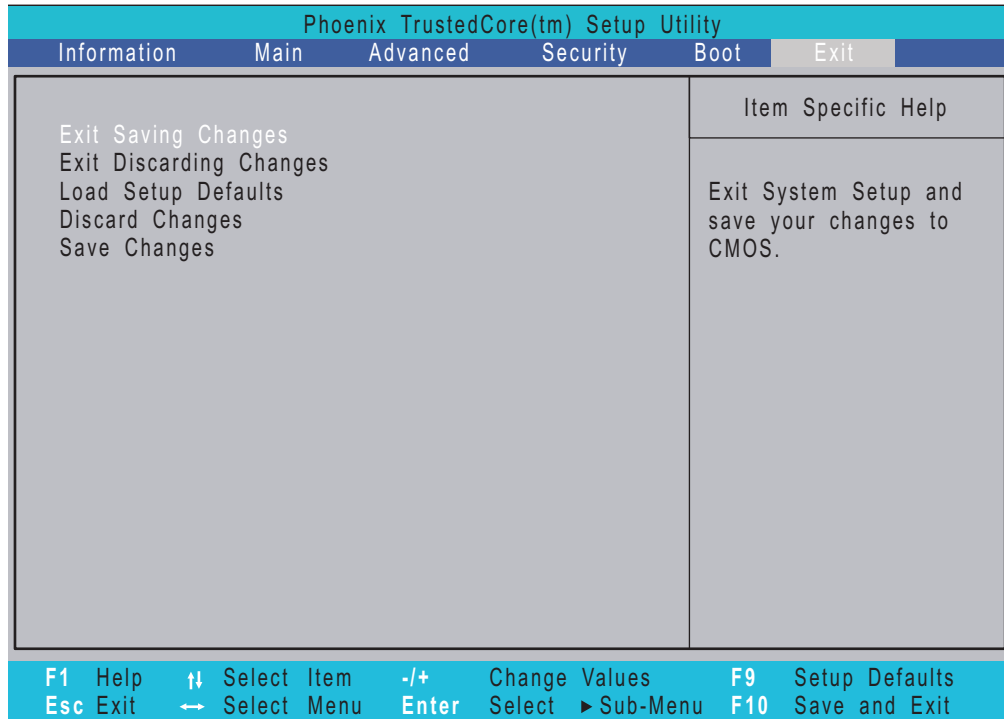 Phoenix TrustedCore(tm) Setup Utility
Information Main Advanced Security Boot Exit
Exit Saving Changes
Exit Discarding Changes
Load Setup Defaults
Discard Changes
Save Changes
Item Specific Help
Exit System Setup and
save your changes to
CMOS.
F1 Help ↑↓ Select Item -/+ Change Values F9 Setup Defaults
Esc Exit ↔ Select Menu Enter Select ▶ Sub-Menu F10 Save and Exit